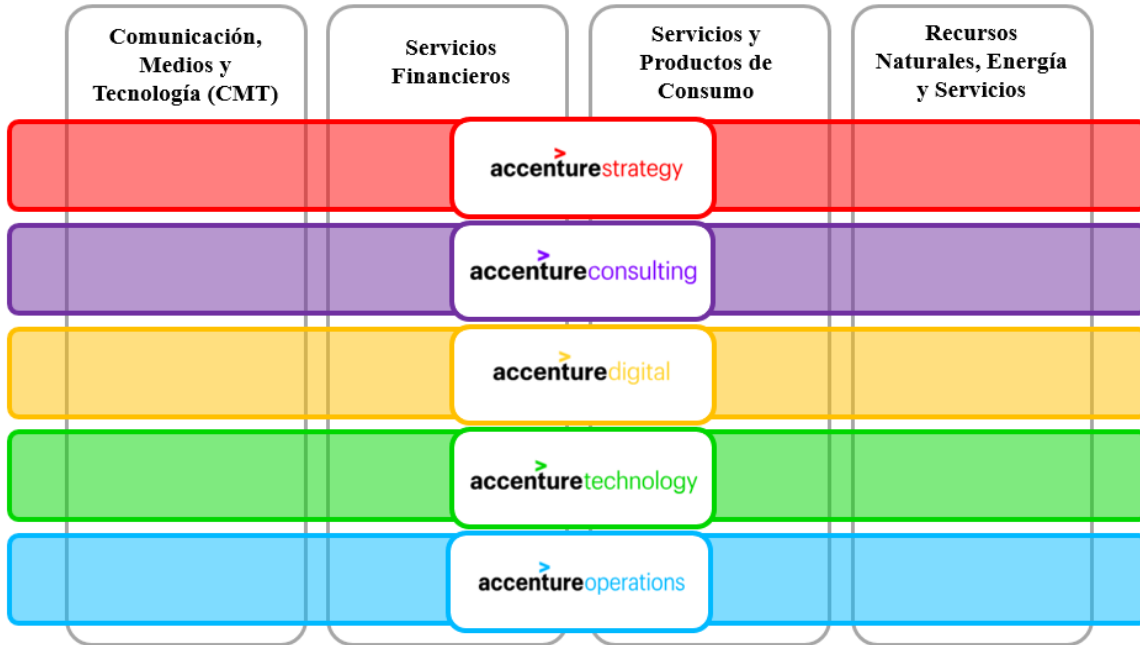 Comunicación,
Medios y
Tecnología (CMT)
Servicios
Financieros
Servicios y
Productos de
Consumo
Recursos
Naturales, Energía
y Servicios
accenturestrategy
accentureconsulting
accenturedigital
accenturetechnology
accentureoperations